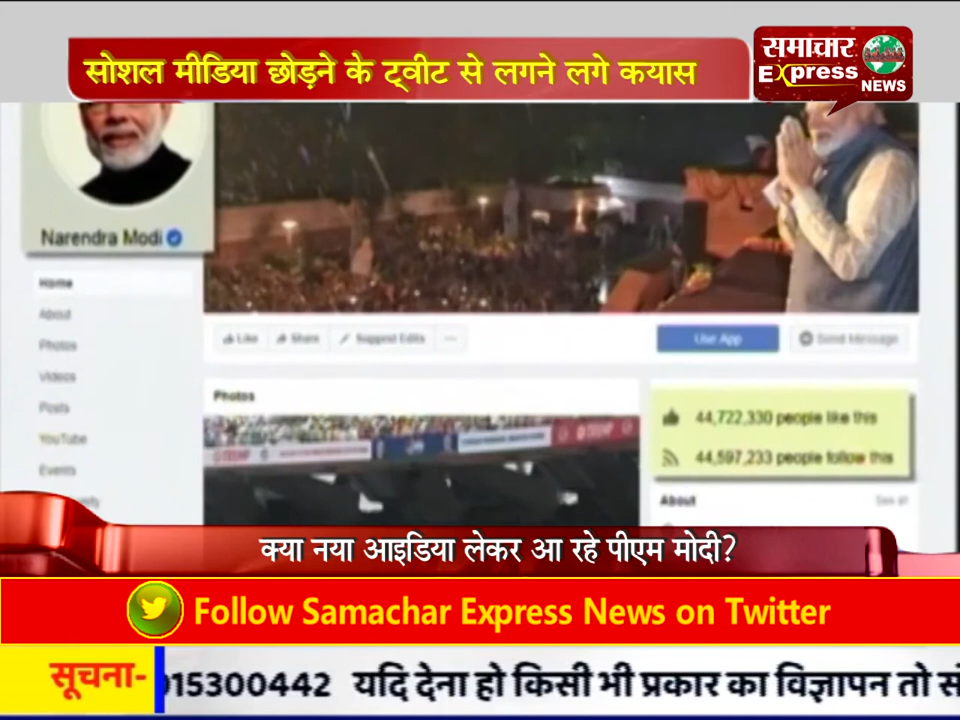 सोशल मीडिया छोड़ने के ट्वीट से लगने लगे कयास
समाचार
Express
NEWS
Narendra Modi
Home
About
Photos
Videos
Posts
YouTube
Events
Like Share Suggest Edits
Use App
Send Message
Photos
44,722,330 people like this
44,597,233 people follow this
About
See all
क्या नया आइडिया लेकर आ रहे पीएम मोदी?
Follow Samachar Express News on Twitter
सूचना-
15300442 यदि देना हो किसी भी प्रकार का विज्ञापन तो